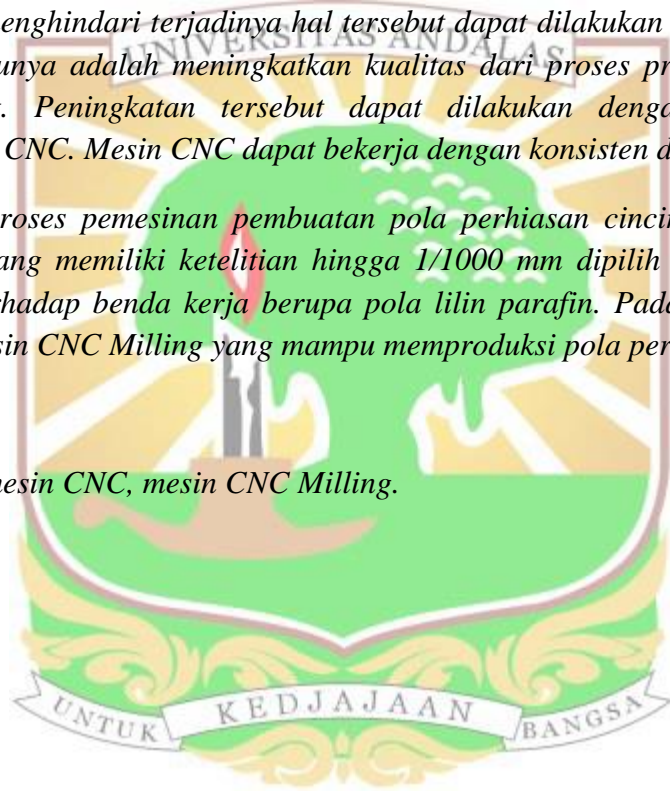 enghindari terjadinya hal tersebut dapat dilakukan
UNIVERSITAS ANDALAS
unya adalah meningkatkan kualitas dari proses pr
Peningkatan tersebut dapat dilakukan denga
CNC. Mesin CNC dapat bekerja dengan konsisten d
roses pemesinan pembuatan pola perhiasan cincin
ang memiliki ketelitian hingga 1/1000 mm dipilih
rhadap benda kerja berupa pola lilin parafin. Pada
sin CNC Milling yang mampu memproduksi pola per
esin CNC, mesin CNC Milling.
UNTUK KEDJAJAAN BANGSA